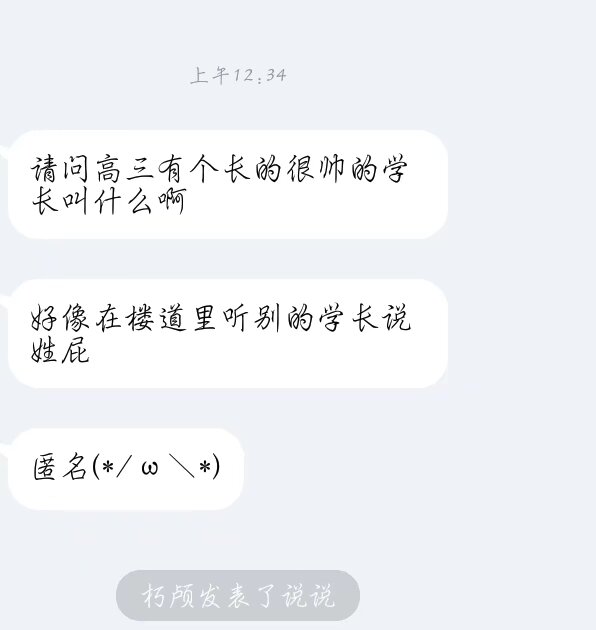 上午12:34
请问高三有个长的很帅的学
长叫什么啊
好像在楼道里听别的学长说
姓屁
匿名(*/ω＼*)
朽颅发表了说说